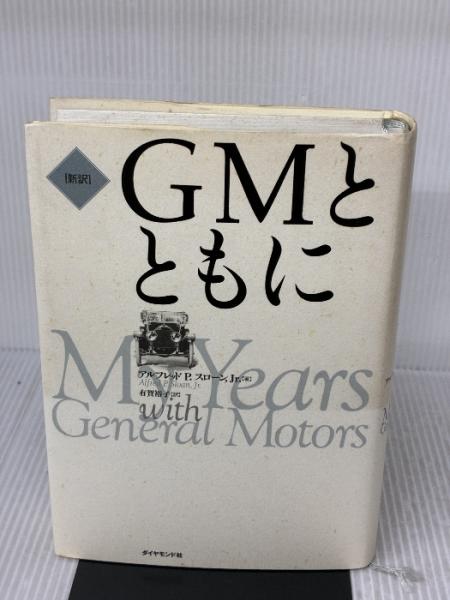 [新訳]
GMと
ともに
アルフレッド P. スローン, Jr. [著]
Alfred P. Sloan, Jr.
有賀裕子 [訳]
My Years
with
General Motors
ダイヤモンド社